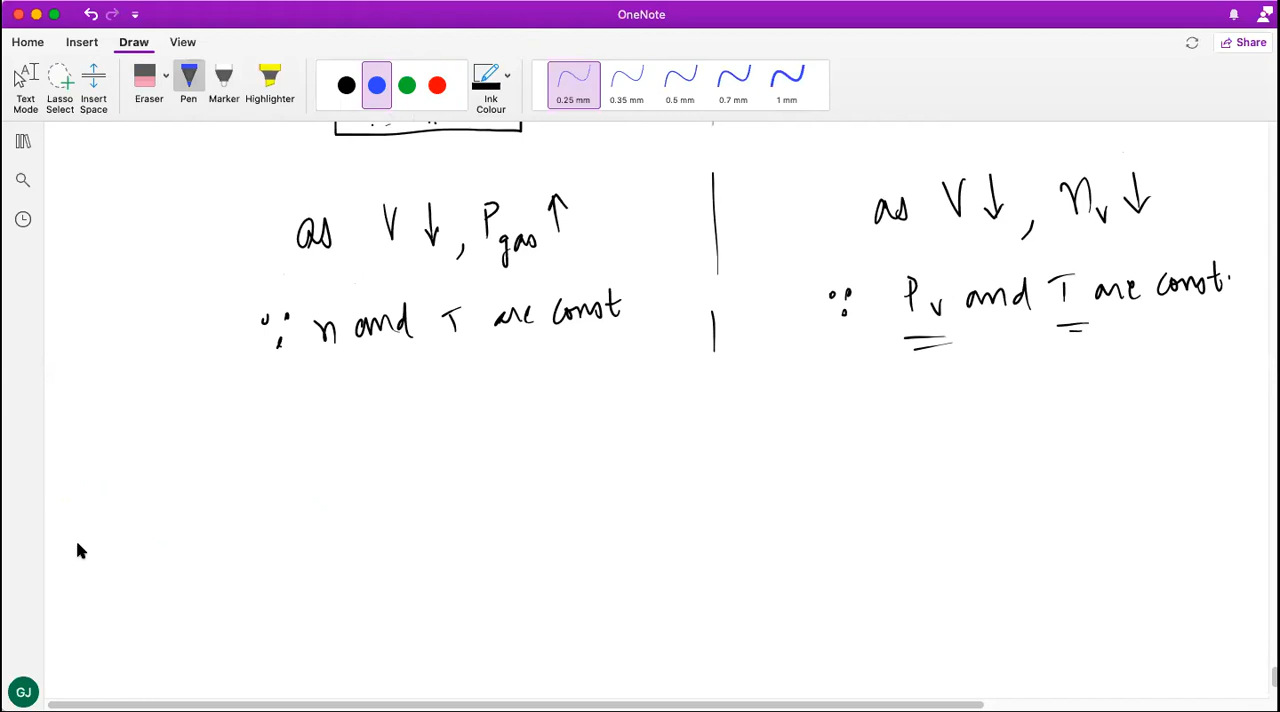 OneNote
Home Insert Draw View
Share
Text Mode
Lasso Select
Insert Space
Eraser
Pen
Marker
Highlighter
Ink Colour
0.25 mm
0.35 mm
0.5 mm
0.7 mm
1 mm
as V ↓, Pgas ↑
∵ n and T are const
as V ↓, nv ↓
∵ Pv and T are const.
GJ